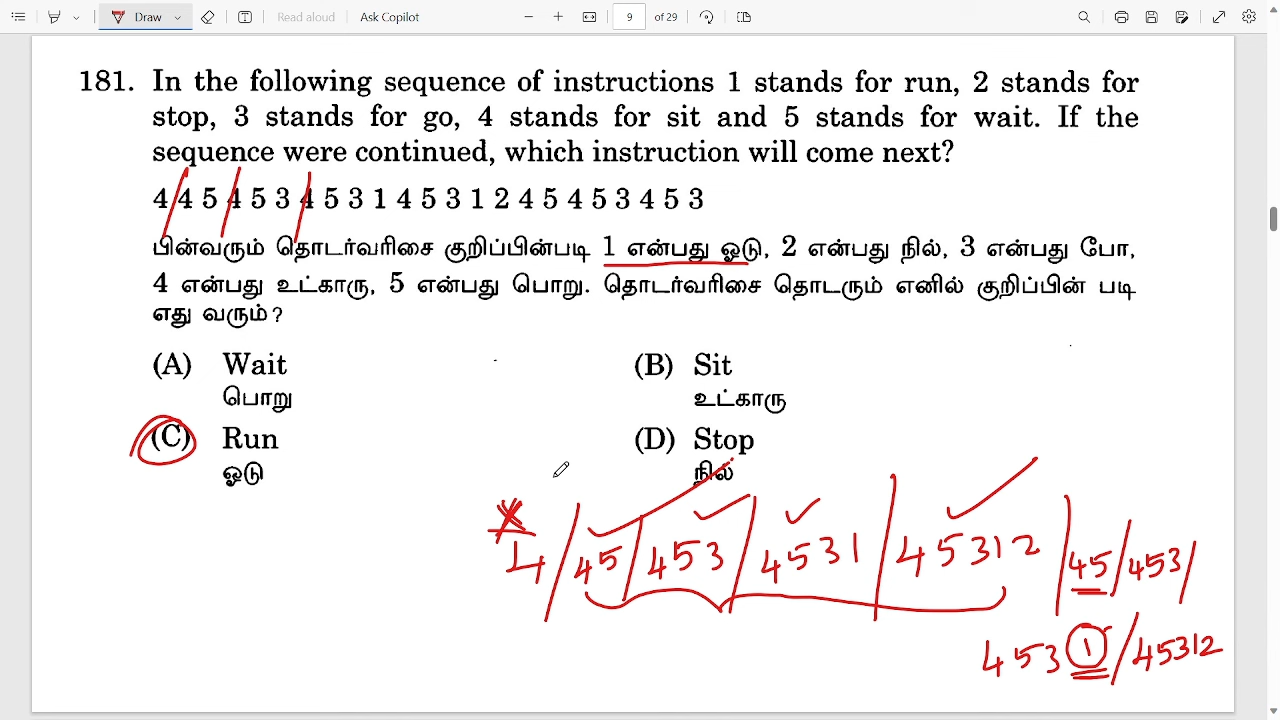 Draw
Read aloud
Ask Copilot
9
of 29
181. In the following sequence of instructions 1 stands for run, 2 stands for
stop, 3 stands for go, 4 stands for sit and 5 stands for wait. If the
sequence were continued, which instruction will come next?
4 4 5 4 5 3 4 5 3 1 4 5 3 1 2 4 5 4 5 3 4 5 3
பின்வரும் தொடர்வரிசை குறிப்பின்படி 1 என்பது ஓடு, 2 என்பது நில், 3 என்பது போ,
4 என்பது உட்காரு, 5 என்பது பொறு. தொடர்வரிசை தொடரும் எனில் குறிப்பின் படி
எது வரும்?
(A) Wait
பொறு
(B) Sit
உட்காரு
(C) Run
ஓடு
(D) Stop
நில்
4/45/453/4531/45312/45/453/
4531/45312